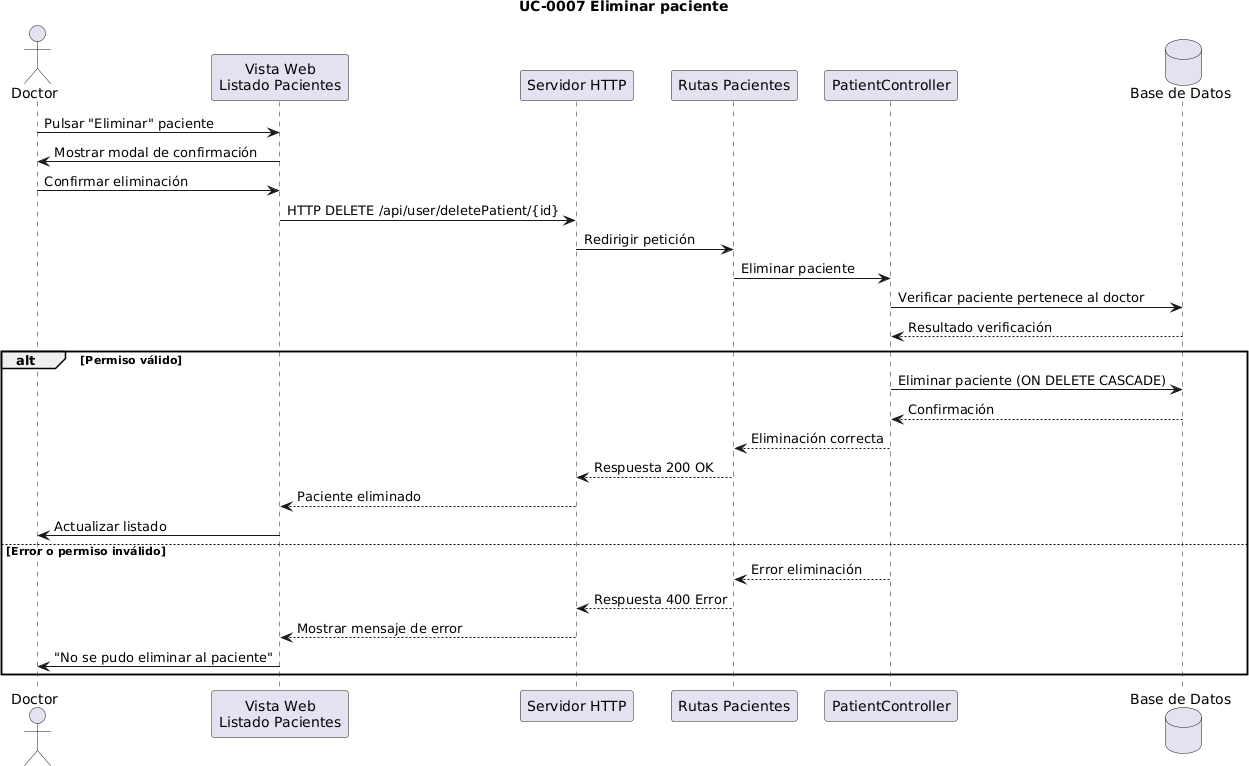 UC-0007 Eliminar paciente
Doctor
Vista Web
Listado Pacientes
Servidor HTTP
Rutas Pacientes
PatientController
Base de Datos
Pulsar "Eliminar" paciente
Mostrar modal de confirmación
Confirmar eliminación
HTTP DELETE /api/user/deletePatient/{id}
Redirigir petición
Eliminar paciente
Verificar paciente pertenece al doctor
Resultado verificación
alt [Permiso válido]
Eliminar paciente (ON DELETE CASCADE)
Confirmación
Eliminación correcta
Respuesta 200 OK
Paciente eliminado
Actualizar listado
[Error o permiso inválido]
Error eliminación
Respuesta 400 Error
Mostrar mensaje de error
"No se pudo eliminar al paciente"
Doctor
Vista Web
Listado Pacientes
Servidor HTTP
Rutas Pacientes
PatientController
Base de Datos